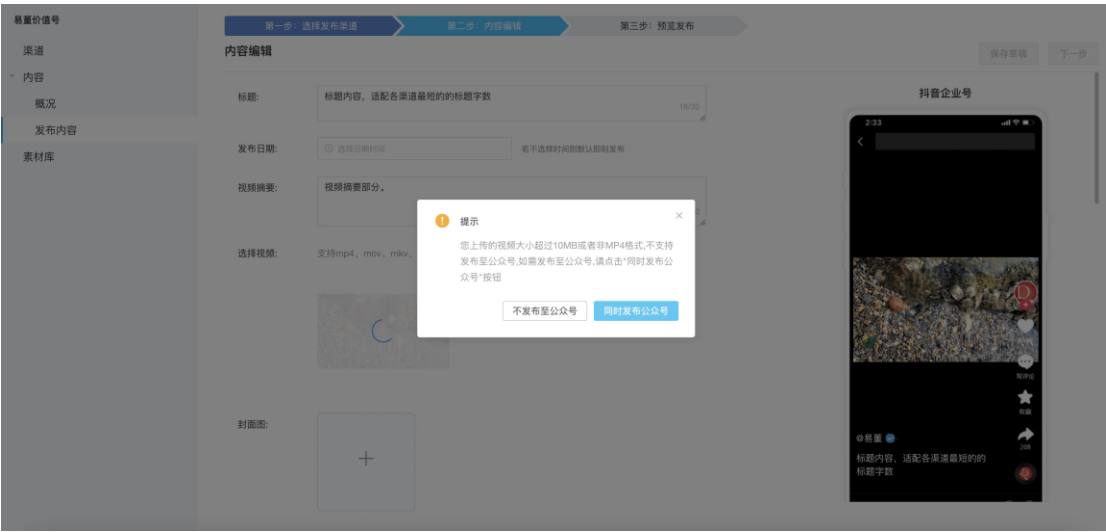 易董价值号
渠道
内容
概况
发布内容
素材库
第一步：选择发布渠道
第二步：内容编辑
第三步：预览发布
内容编辑
保存草稿
下一步
标题:
标题内容，适配各渠道最短的的标题字数
18/30
发布日期:
选择日期时间
若不选择时间则默认即刻发布
视频摘要:
视频摘要部分。
选择视频:
支持mp4、mov、mkv、
封面图:
提示
您上传的视频大小超过10MB或者非MP4格式,不支持
发布至公众号,如需发布至公众号,请点击"同时发布公
众号"按钮
不发布至公众号
同时发布公众号
抖音企业号
2:33
写评论
收藏
208
@易董
标题内容，适配各渠道最短的的
标题字数